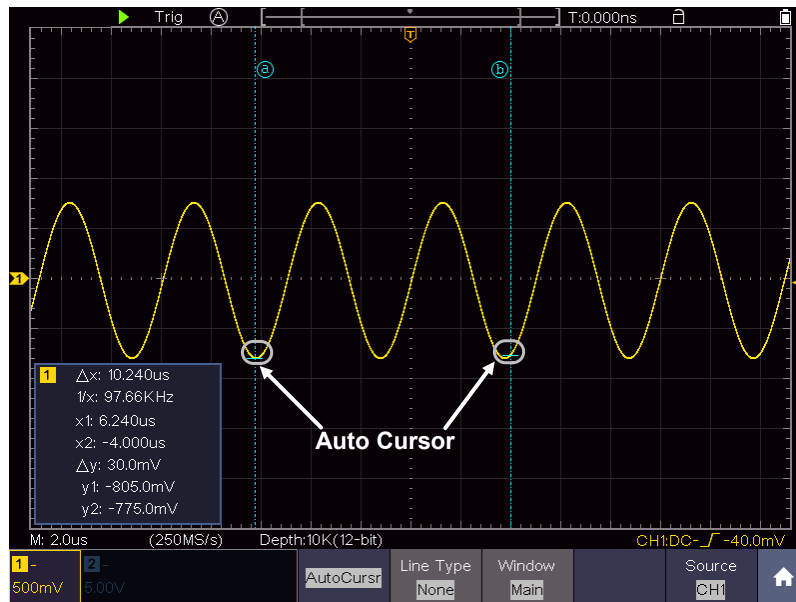 Trig A T:0.000ns
T
a b
1
1 △x: 10.240us
1/x: 97.66KHz
x1: 6.240us
x2: -4.000us
△y: 30.0mV
y1: -805.0mV
y2: -775.0mV
Auto Cursor
M: 2.0us (250MS/s) Depth:10K(12-bit) CH1:DC- -40.0mV
1 - 2 - Line Type Window Source
500mV 5.00V AutoCursr None Main CH1